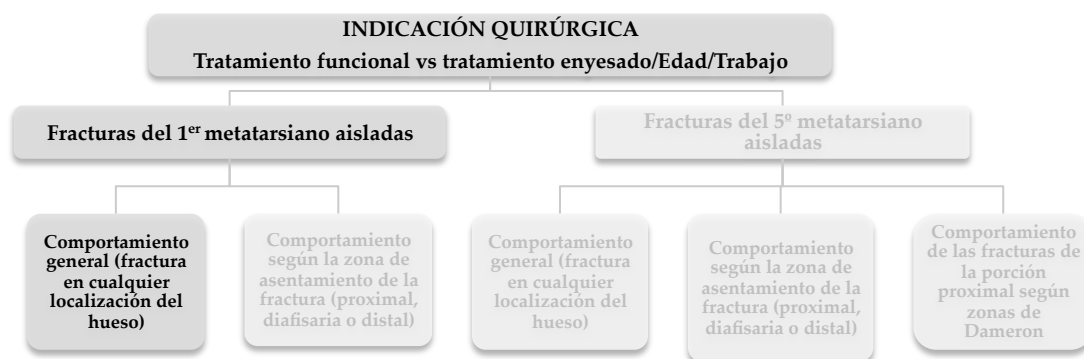 INDICACIÓN QUIRÚRGICA
Tratamiento funcional vs tratamiento enyesado/Edad/Trabajo
Fracturas del 1er metatarsiano aisladas
Fracturas del 5º metatarsiano
aisladas
Comportamiento
general (fractura
en cualquier
localización del
hueso)
Comportamiento
según la zona de
asentamiento de la
fractura (proximal,
diafisaria o distal)
Comportamiento
general (fractura
en cualquier
localización del
hueso)
Comportamiento
según la zona de
asentamiento de la
fractura (proximal,
diafisaria o distal)
Comportamiento
de las fracturas de
la porción
proximal según
zonas de
Dameron